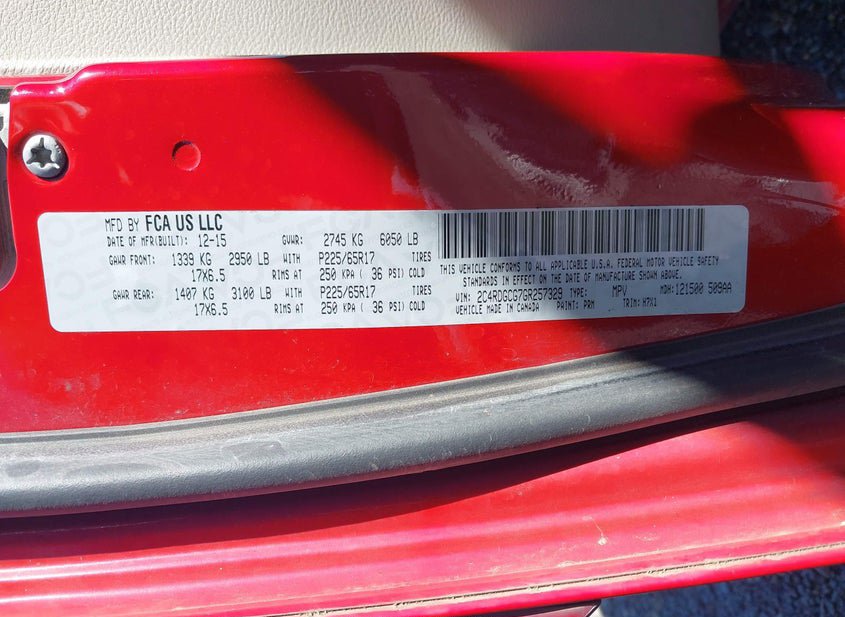 MFD BY FCA US LLC
DATE OF MFR(BUILT): 12-15 GVWR: 2745 KG 6050 LB
GAWR FRONT: 1339 KG 2950 LB WITH P225/65R17 TIRES
17X6.5 RIMS AT 250 KPA ( 36 PSI) COLD
GAWR REAR: 1407 KG 3100 LB WITH P225/65R17 TIRES
17X6.5 RIMS AT 250 KPA ( 36 PSI) COLD
THIS VEHICLE CONFORMS TO ALL APPLICABLE U.S.A. FEDERAL MOTOR VEHICLE SAFETY
STANDARDS IN EFFECT ON THE DATE OF MANUFACTURE SHOWN ABOVE.
VIN: 2C4RDGCG7GR257329 TYPE: MPV MDH: 121500 509AA
VEHICLE MADE IN CANADA PAINT: PRM TRIM: H7X1